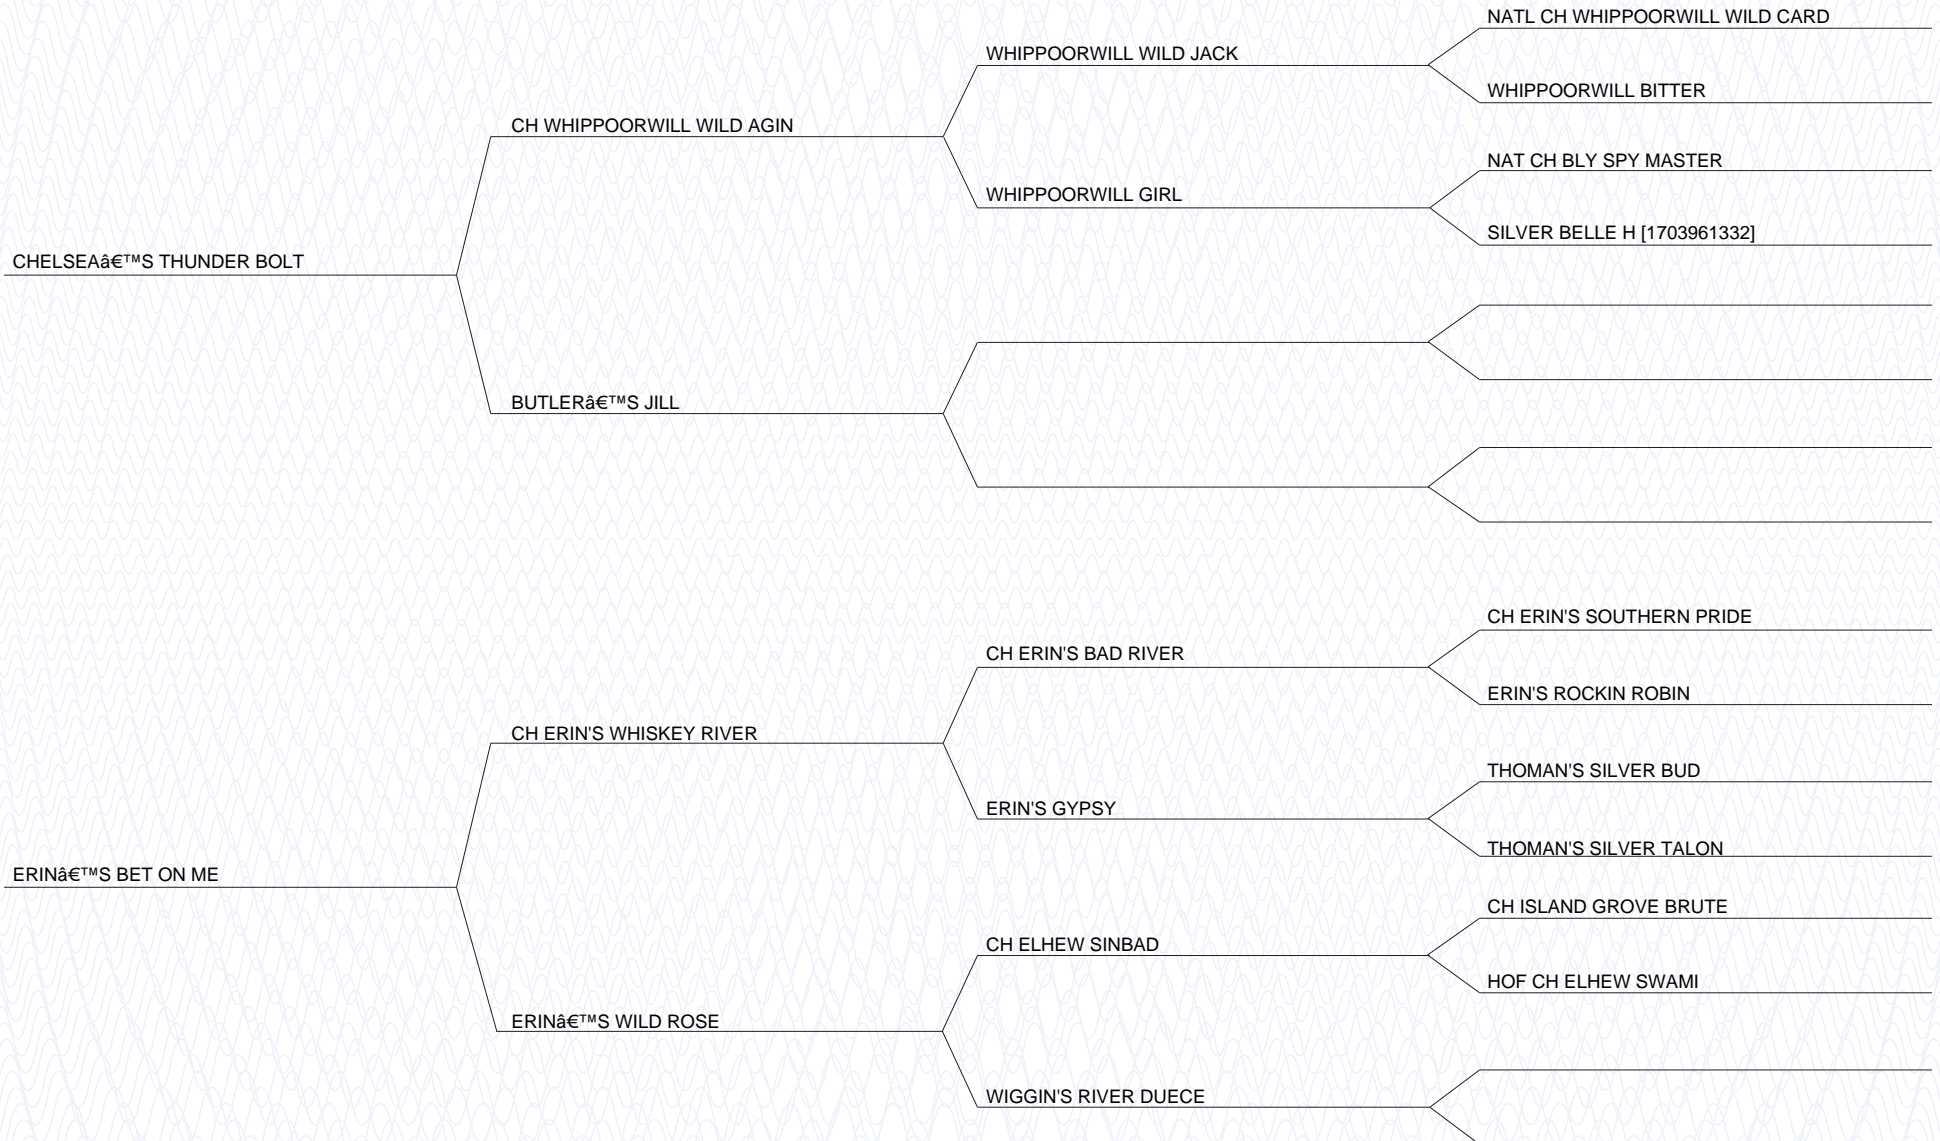 NATL CH WHIPPOORWILL WILD CARD
WHIPPOORWILL WILD JACK
WHIPPOORWILL BITTER
CH WHIPPOORWILL WILD AGIN
NAT CH BLY SPY MASTER
WHIPPOORWILL GIRL
SILVER BELLE H [1703961332]
CHELSEAâ€™S THUNDER BOLT
BUTLERâ€™S JILL
CH ERIN'S SOUTHERN PRIDE
CH ERIN'S BAD RIVER
ERIN'S ROCKIN ROBIN
CH ERIN'S WHISKEY RIVER
THOMAN'S SILVER BUD
ERIN'S GYPSY
THOMAN'S SILVER TALON
ERINâ€™S BET ON ME
CH ISLAND GROVE BRUTE
CH ELHEW SINBAD
HOF CH ELHEW SWAMI
ERINâ€™S WILD ROSE
WIGGIN'S RIVER DUECE